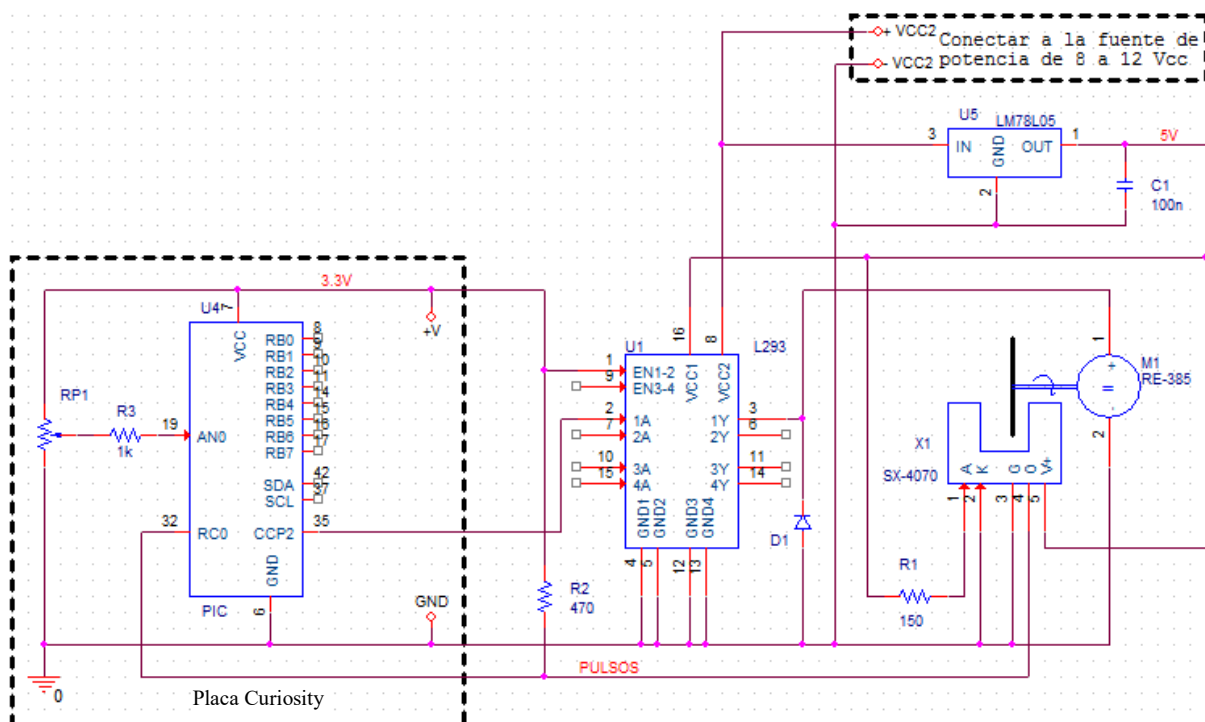 + VCC2
- VCC2
Conectar a la fuente de
potencia de 8 a 12 Vcc
U5
LM78L05
3
IN
GND
OUT
1
5V
2
C1
100n
3.3V
U4
7
VCC
+V
RB0
8
RB1
9
RB2
10
RB3
11
RB4
14
RB5
15
RB6
16
RB7
17
SDA
42
SCL
37
RP1
R3
1k
19
AN0
32
RC0
CCP2
35
GND
6
PIC
GND
0
Placa Curiosity
R2
470
PULSOS
U1
L293
16
8
VCC1
VCC2
1
EN1-2
9
EN3-4
2
1A
7
2A
10
3A
15
4A
1Y
3
2Y
6
3Y
11
4Y
14
GND1
GND2
GND3
GND4
4
5
12
13
D1
M1
RE-385
1
+
=
-
2
X1
SX-4070
A
K
G
O
V+
1
2
3
4
5
R1
150